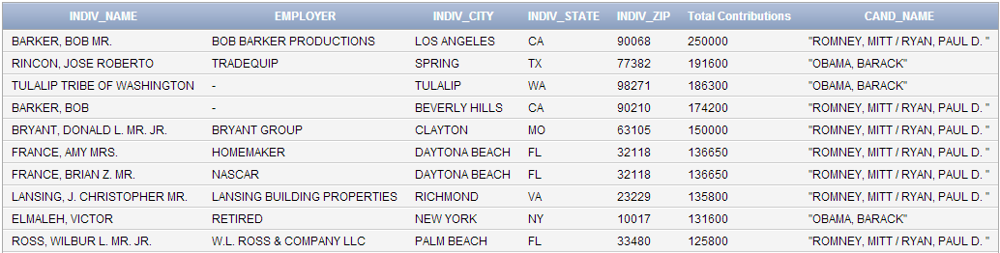 INDIV_NAME EMPLOYER INDIV_CITY INDIV_STATE INDIV_ZIP Total Contributions CAND_NAME
BARKER, BOB MR. BOB BARKER PRODUCTIONS LOS ANGELES CA 90068 250000 "ROMNEY, MITT / RYAN, PAUL D. "
RINCON, JOSE ROBERTO TRADEQUIP SPRING TX 77382 191600 "OBAMA, BARACK"
TULALIP TRIBE OF WASHINGTON - TULALIP WA 98271 186300 "OBAMA, BARACK"
BARKER, BOB - BEVERLY HILLS CA 90210 174200 "ROMNEY, MITT / RYAN, PAUL D. "
BRYANT, DONALD L. MR. JR. BRYANT GROUP CLAYTON MO 63105 150000 "ROMNEY, MITT / RYAN, PAUL D. "
FRANCE, AMY MRS. HOMEMAKER DAYTONA BEACH FL 32118 136650 "ROMNEY, MITT / RYAN, PAUL D. "
FRANCE, BRIAN Z. MR. NASCAR DAYTONA BEACH FL 32118 136650 "ROMNEY, MITT / RYAN, PAUL D. "
LANSING, J. CHRISTOPHER MR. LANSING BUILDING PROPERTIES RICHMOND VA 23229 135800 "ROMNEY, MITT / RYAN, PAUL D. "
ELMALEH, VICTOR RETIRED NEW YORK NY 10017 131600 "OBAMA, BARACK"
ROSS, WILBUR L. MR. JR. W.L. ROSS & COMPANY LLC PALM BEACH FL 33480 125800 "ROMNEY, MITT / RYAN, PAUL D. "